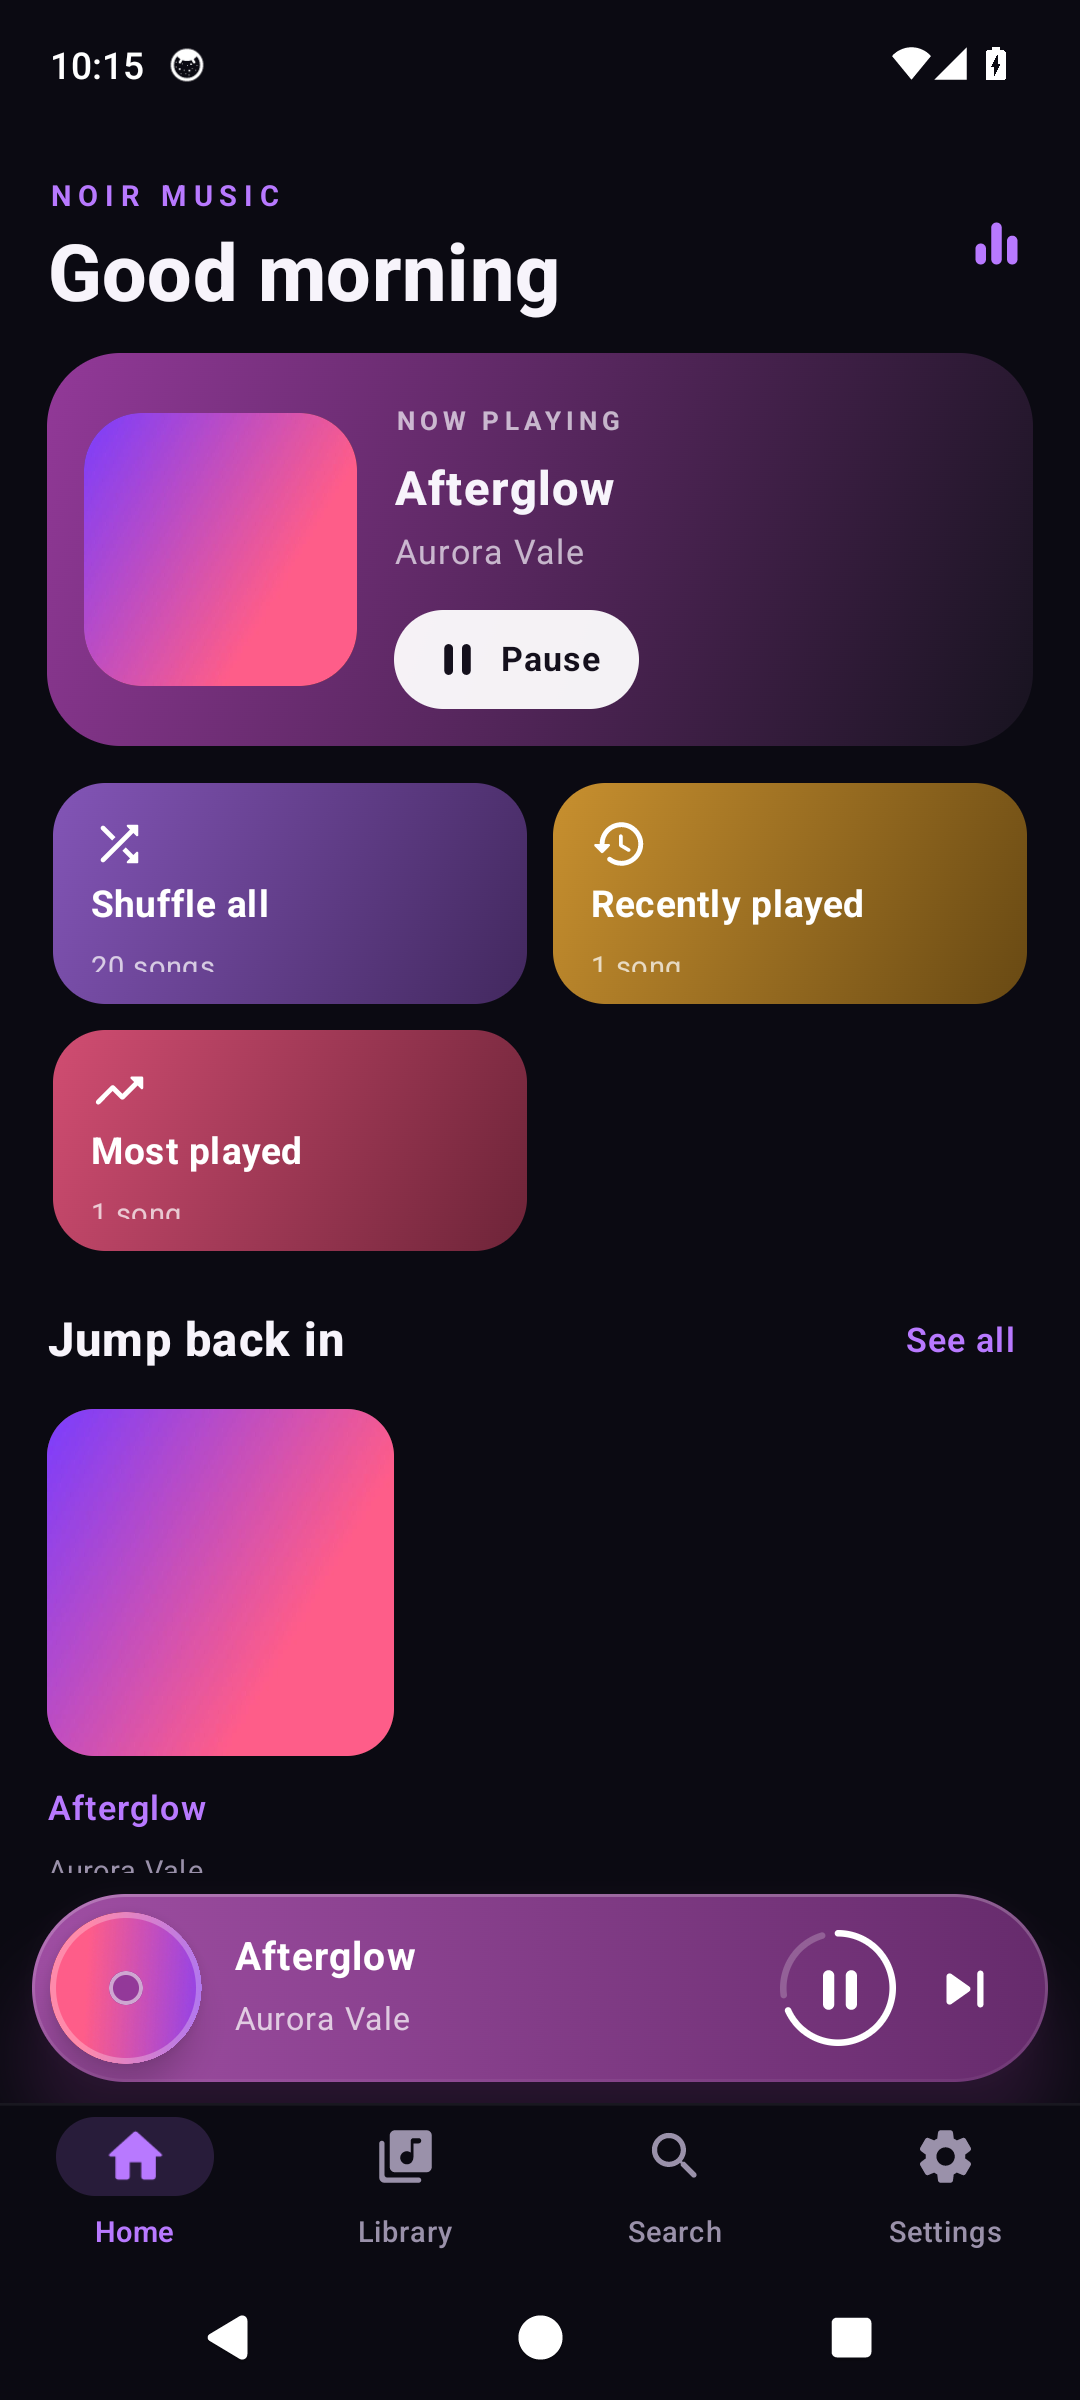 10:15
NOIR MUSIC
Good morning
NOW PLAYING
Afterglow
Aurora Vale
Pause
Shuffle all
20 songs
Recently played
1 song
Most played
1 song
Jump back in
See all
Afterglow
Aurora Vale
Afterglow
Aurora Vale
Home
Library
Search
Settings